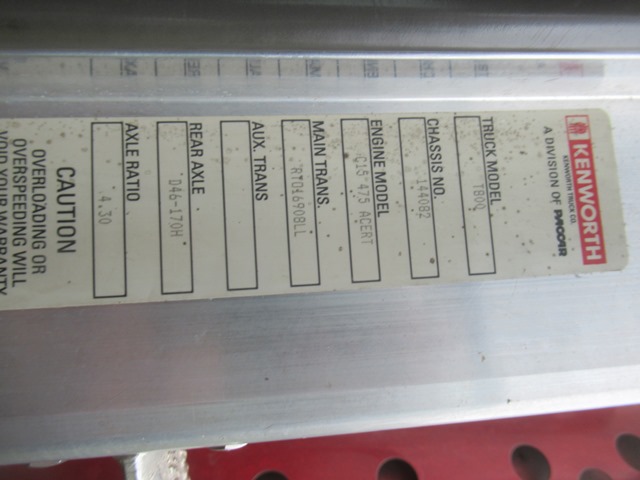 KENWORTH
KENWORTH TRUCK CO.
A DIVISION OF PACCAR
TRUCK MODEL
T800
CHASSIS NO.
144082
ENGINE MODEL
C15 475 ACERT
MAIN TRANS.
RTO16908LL
AUX. TRANS
REAR AXLE
D46-170H
AXLE RATIO
4.30
CAUTION
OVERLOADING OR
OVERSPEEDING WILL
VOID YOUR WARRANTY